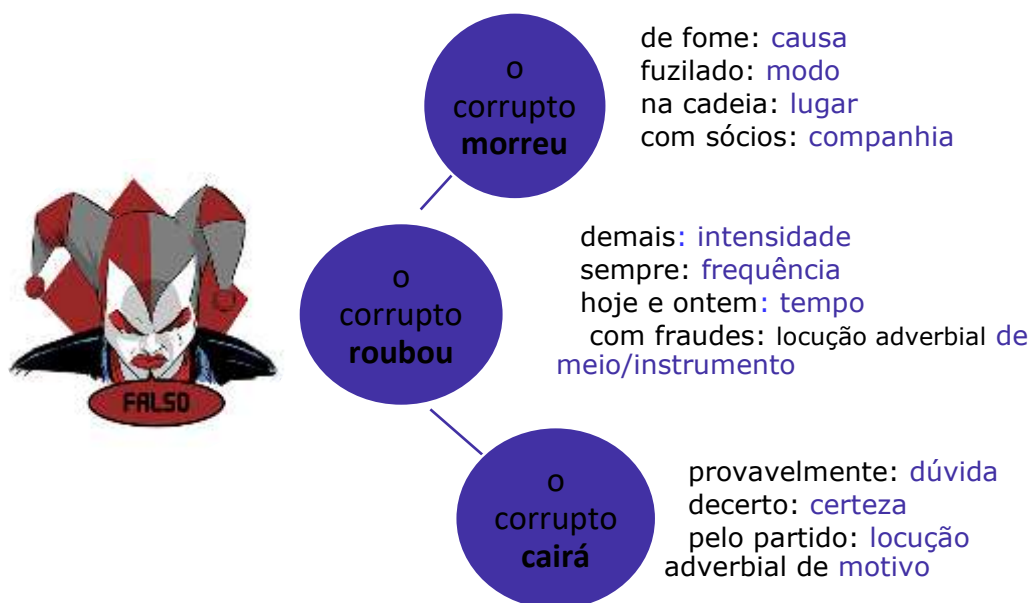 o
corrupto
morreu
de fome: causa
fuzilado: modo
na cadeia: lugar
com sócios: companhia
FALSO
o
corrupto
roubou
demais: intensidade
sempre: frequência
hoje e ontem: tempo
com fraudes: locução adverbial de
meio/instrumento
o
corrupto
cairá
provavelmente: dúvida
decerto: certeza
pelo partido: locução
adverbial de motivo